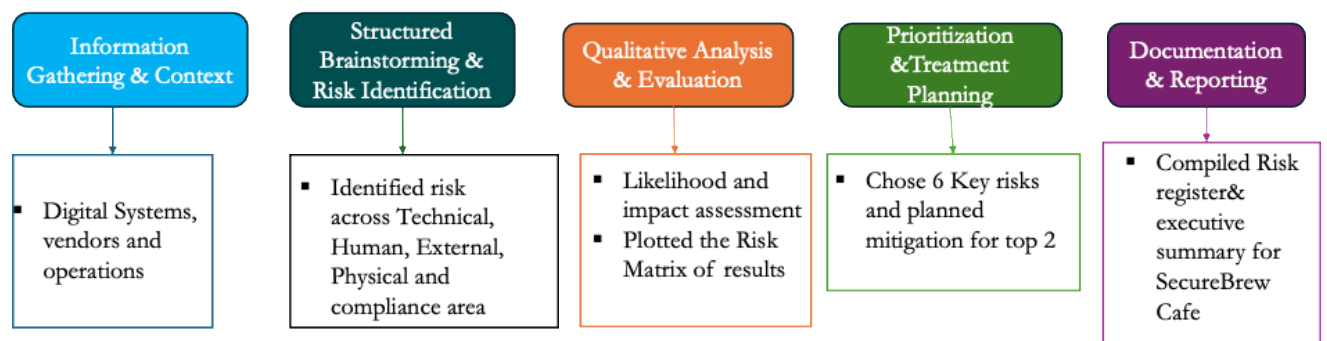 Information
Gathering & Context
Structured
Brainstorming &
Risk Identification
Qualitative Analysis
& Evaluation
Prioritization
&Treatment
Planning
Documentation
& Reporting
▪ Digital Systems,
vendors and
operations
▪ Identified risk
across Technical,
Human, External,
Physical and
compliance area
▪ Likelihood and
impact assessment
▪ Plotted the Risk
Matrix of results
▪ Chose 6 Key risks
and planned
mitigation for top 2
▪ Compiled Risk
register&
executive
summary for
SecureBrew
Cafe